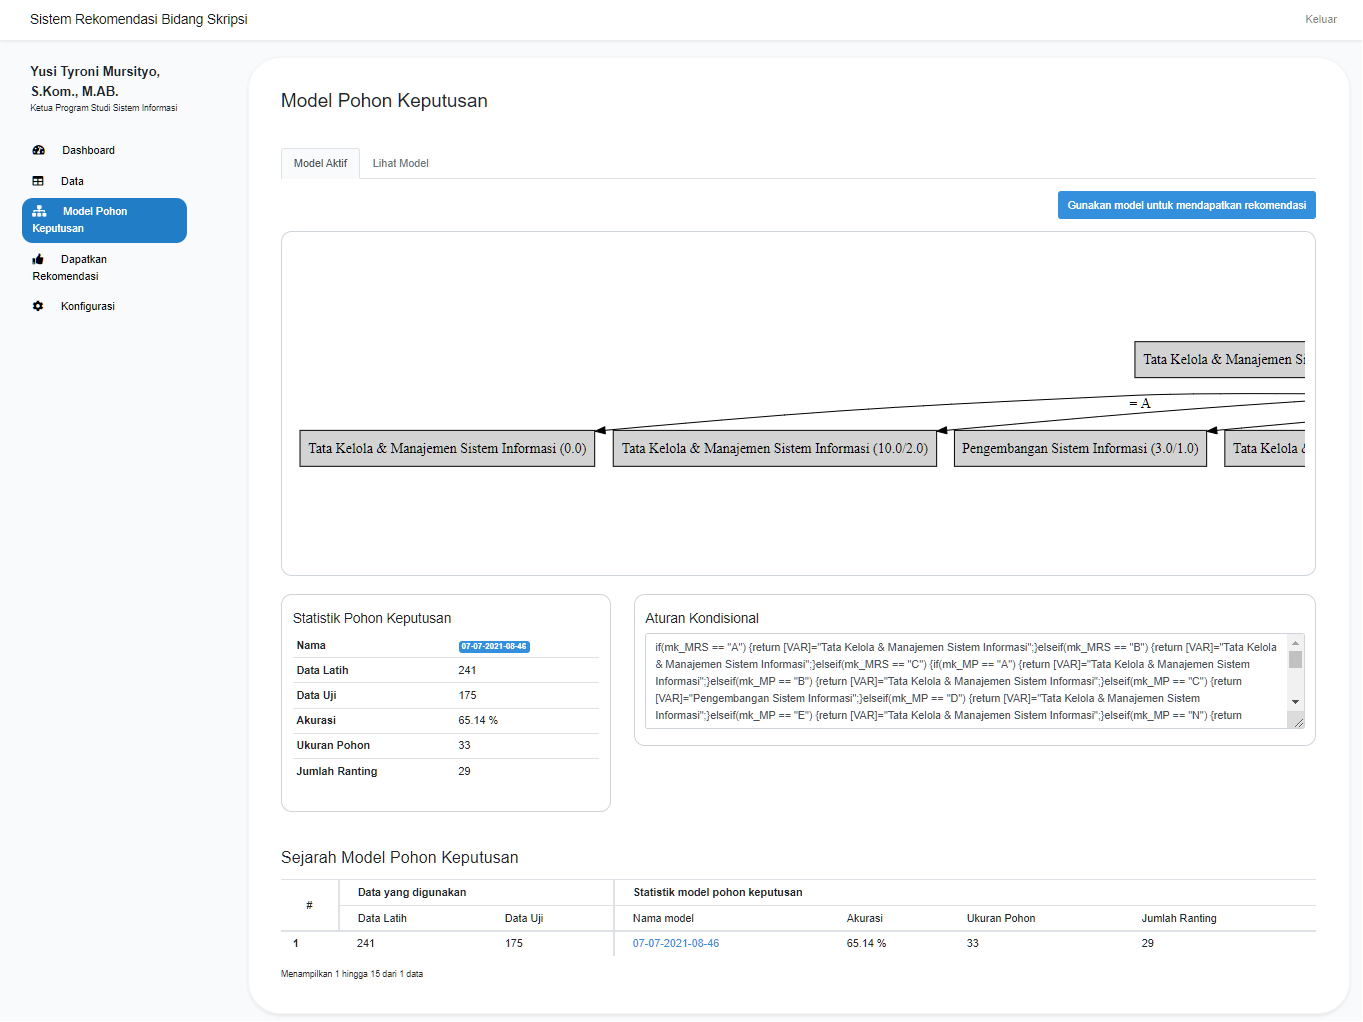 Sistem Rekomendasi Bidang Skripsi
Keluar
Yusi Tyroni Mursityo,
S.Kom., M.AB.
Ketua Program Studi Sistem Informasi
Dashboard
Data
Model Pohon
Keputusan
Dapatkan
Rekomendasi
Konfigurasi
Model Pohon Keputusan
Model Aktif
Lihat Model
Gunakan model untuk mendapatkan rekomendasi
Tata Kelola & Manajemen Si
= A
Tata Kelola & Manajemen Sistem Informasi (0.0)
Tata Kelola & Manajemen Sistem Informasi (10.0/2.0)
Pengembangan Sistem Informasi (3.0/1.0)
Tata Kelola &
Statistik Pohon Keputusan
Nama 07-07-2021-08-46
Data Latih 241
Data Uji 175
Akurasi 65.14 %
Ukuran Pohon 33
Jumlah Ranting 29
Aturan Kondisional
if(mk_MRS == "A") {return [VAR]="Tata Kelola & Manajemen Sistem Informasi";}elseif(mk_MRS == "B") {return [VAR]="Tata Kelola
& Manajemen Sistem Informasi";}elseif(mk_MRS == "C") {if(mk_MP == "A") {return [VAR]="Tata Kelola & Manajemen Sistem
Informasi";}elseif(mk_MP == "B") {return [VAR]="Tata Kelola & Manajemen Sistem Informasi";}elseif(mk_MP == "C") {return
[VAR]="Pengembangan Sistem Informasi";}elseif(mk_MP == "D") {return [VAR]="Tata Kelola & Manajemen Sistem
Informasi";}elseif(mk_MP == "E") {return [VAR]="Tata Kelola & Manajemen Sistem Informasi";}elseif(mk_MP == "N") {return
Sejarah Model Pohon Keputusan
# Data yang digunakan Statistik model pohon keputusan
Data Latih Data Uji Nama model Akurasi Ukuran Pohon Jumlah Ranting
1 241 175 07-07-2021-08-46 65.14 % 33 29
Menampilkan 1 hingga 15 dari 1 data